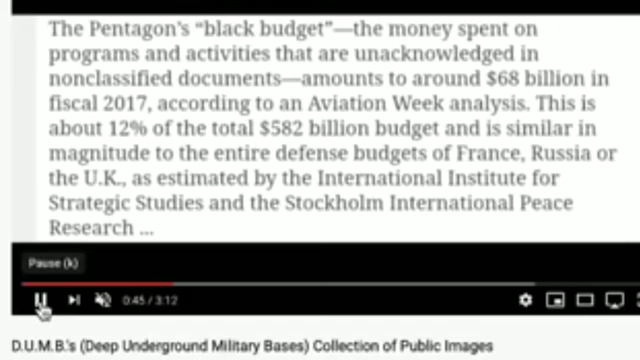 The Pentagon's “black budget”—the money spent on
programs and activities that are unacknowledged in
nonclassified documents—amounts to around $68 billion in
fiscal 2017, according to an Aviation Week analysis. This is
about 12% of the total $582 billion budget and is similar in
magnitude to the entire defense budgets of France, Russia or
the U.K., as estimated by the International Institute for
Strategic Studies and the Stockholm International Peace
Research ...
Pause (k)
0:45 / 3:12
D.U.M.B.'s (Deep Underground Military Bases) Collection of Public Images